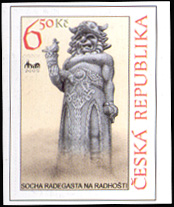 6,50 Kč
SOCHA RADEGASTA NA RADHOŠTI
ČESKÁ REPUBLIKA